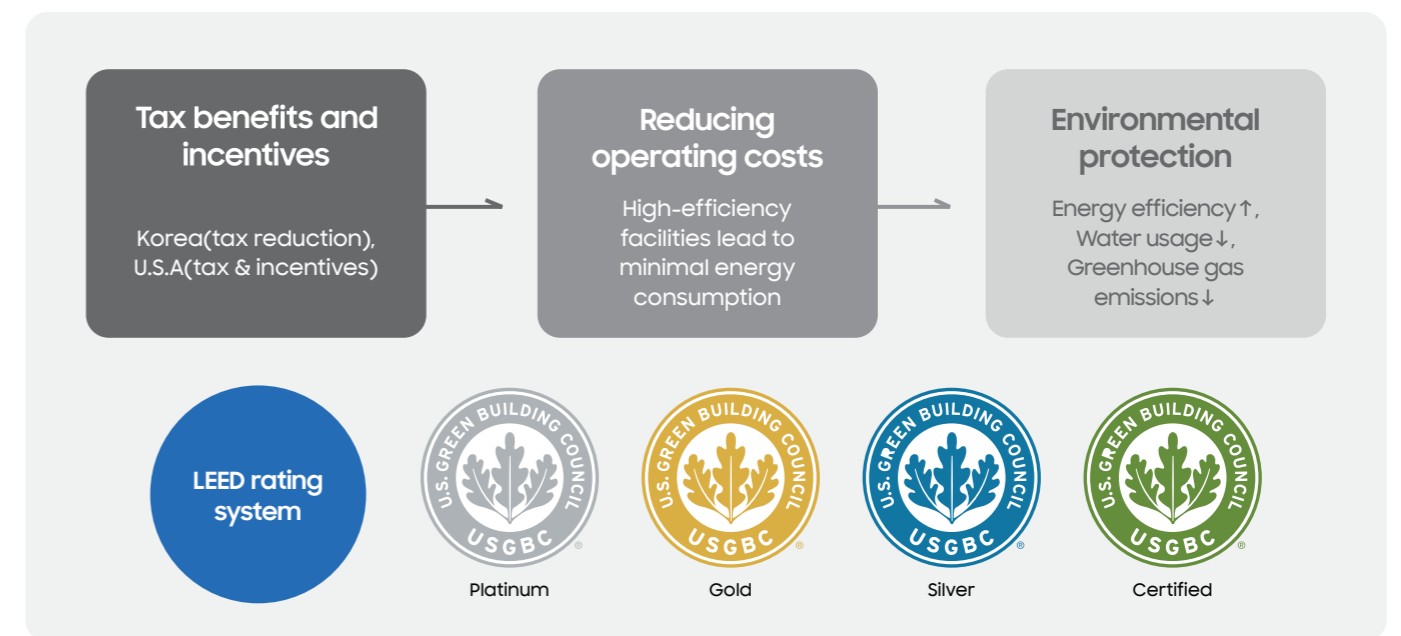 Tax benefits and
incentives
Korea(tax reduction),
U.S.A(tax & incentives)
Reducing
operating costs
High-efficiency
facilities lead to
minimal energy
consumption
Environmental
protection
Energy efficiency↑,
Water usage↓,
Greenhouse gas
emissions↓
LEED rating
system
U.S. GREEN BUILDING COUNCIL
USGBC
®
Platinum
U.S. GREEN BUILDING COUNCIL
USGBC
®
Gold
U.S. GREEN BUILDING COUNCIL
USGBC
®
Silver
U.S. GREEN BUILDING COUNCIL
USGBC
®
Certified